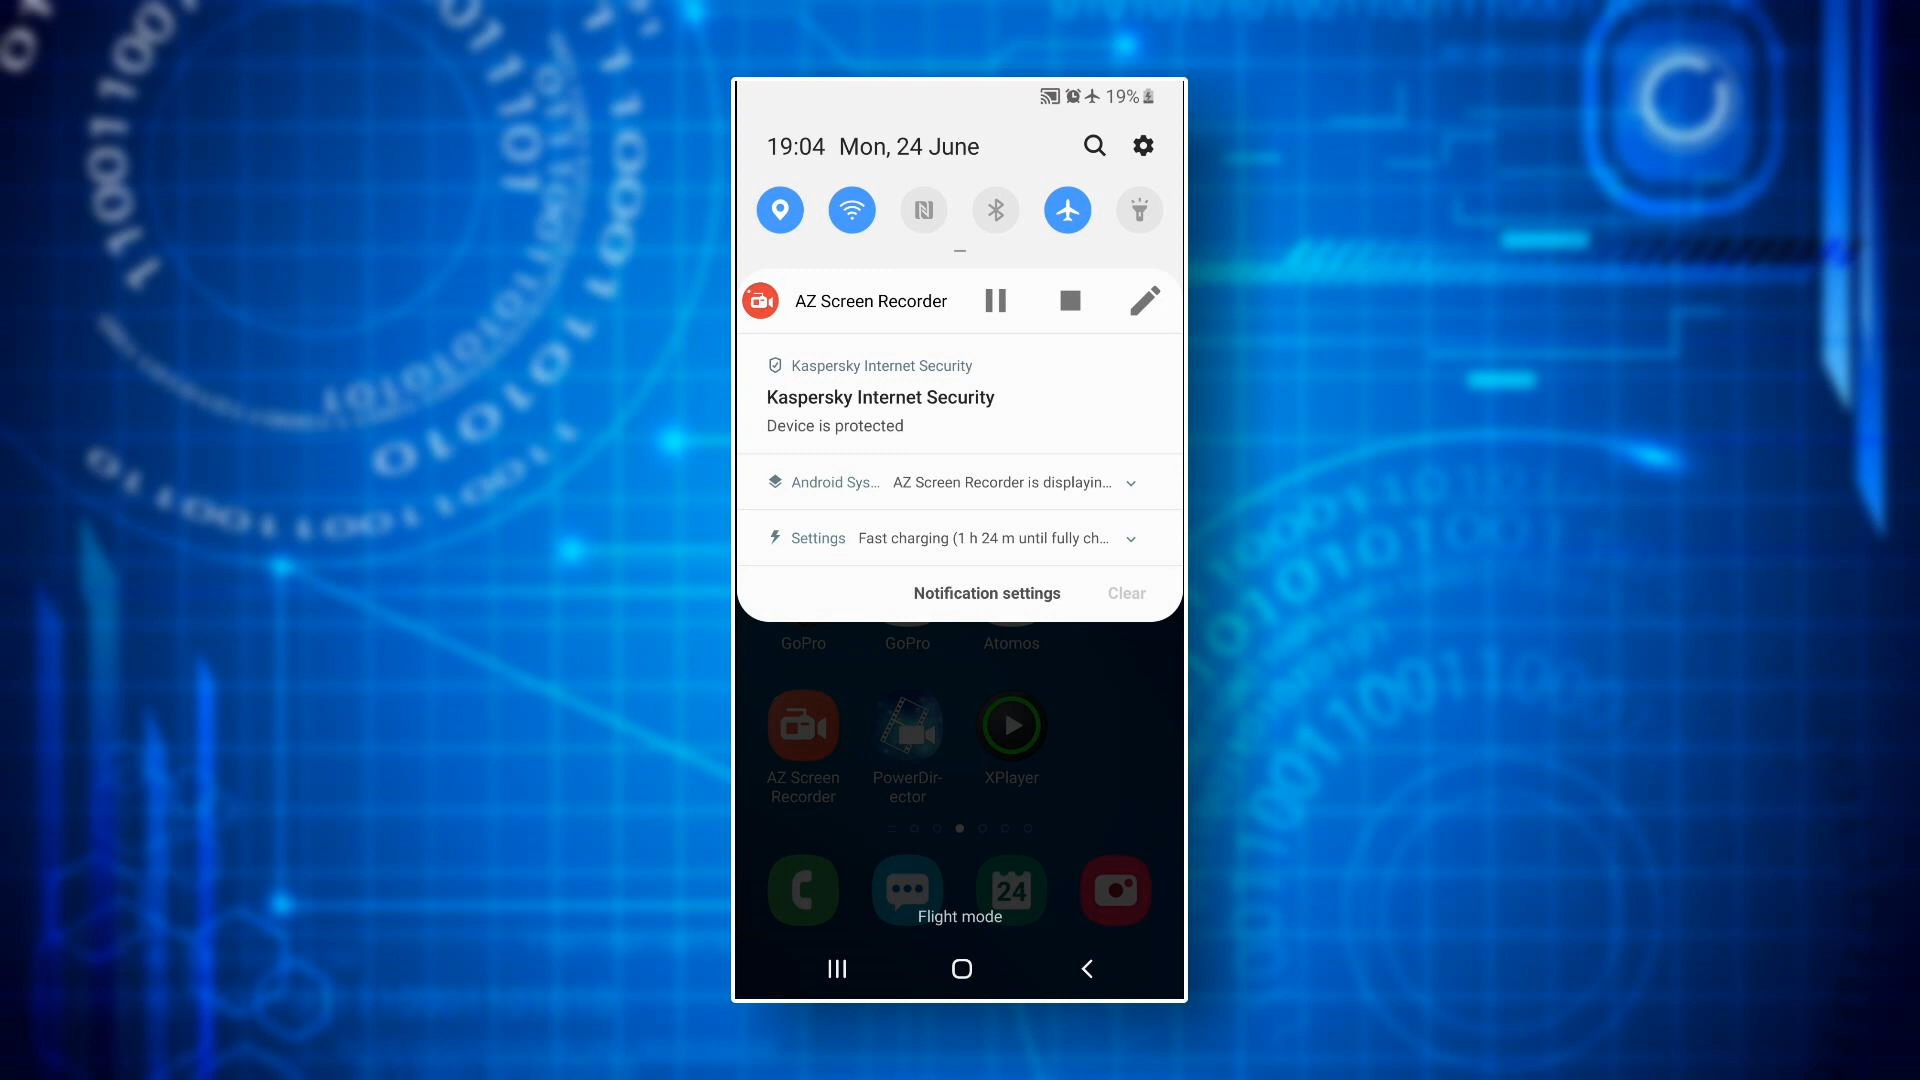 19%
19:04 Mon, 24 June
AZ Screen Recorder
Kaspersky Internet Security
Kaspersky Internet Security
Device is protected
Android Sys... AZ Screen Recorder is displayin...
Settings Fast charging (1 h 24 m until fully ch...
Notification settings Clear
GoPro GoPro Atomos
AZ Screen PowerDir- XPlayer
Recorder ector
24
Flight mode